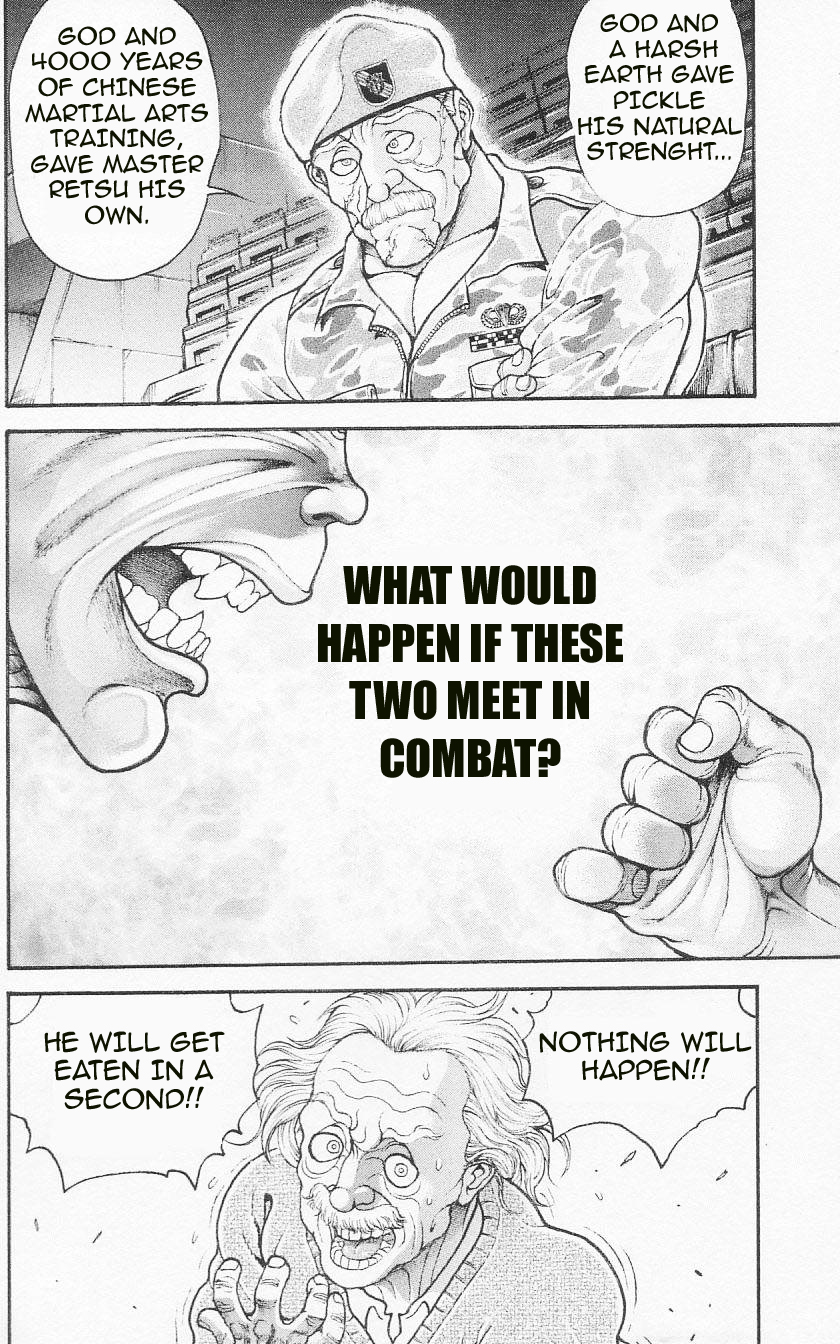 GOD AND
A HARSH
EARTH GAVE
PICKLE
HIS NATURAL
STRENGHT...
GOD AND
4000 YEARS
OF CHINESE
MARTIAL ARTS
TRAINING,
GAVE MASTER
RETSU HIS
OWN.
WHAT WOULD
HAPPEN IF THESE
TWO MEET IN
COMBAT?
NOTHING WILL
HAPPEN!!
HE WILL GET
EATEN IN A
SECOND!!